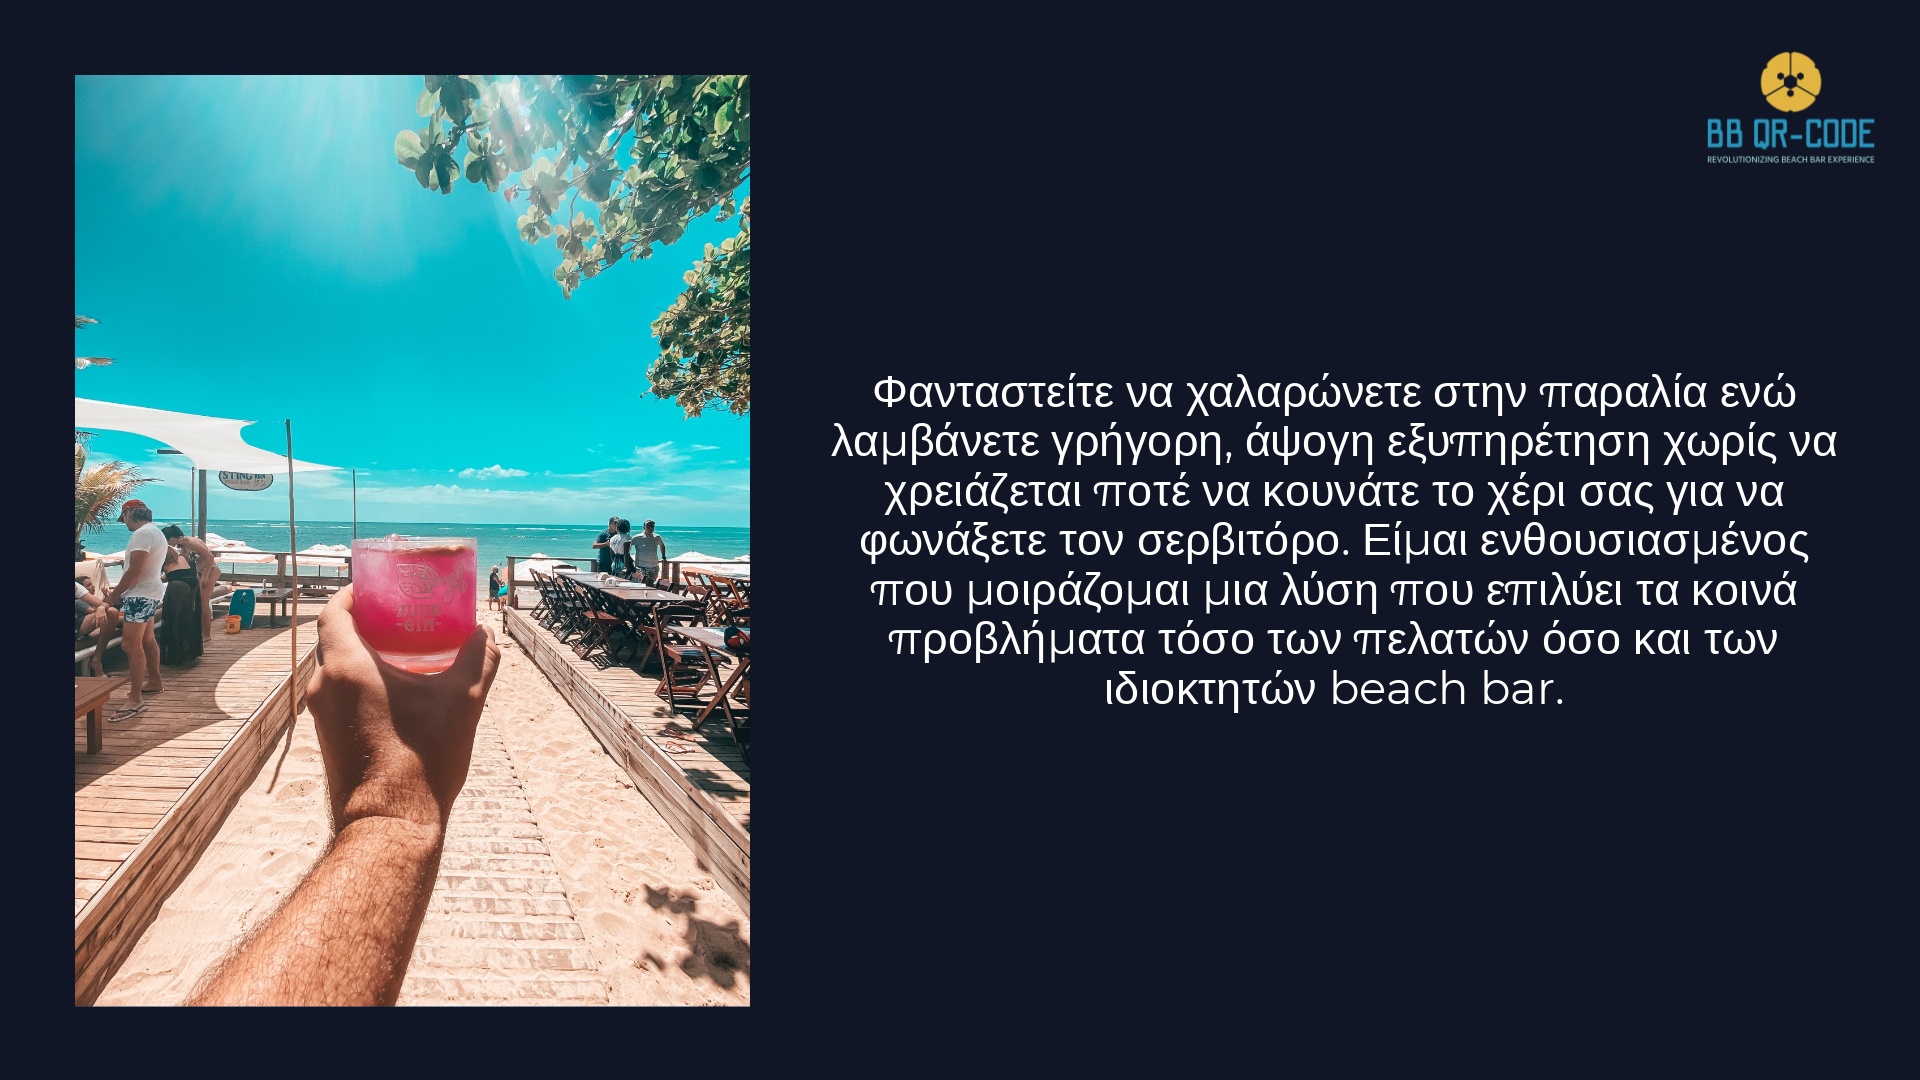 BB QR-CODE
REVOLUTIONIZING BEACH BAR EXPERIENCE
Φανταστείτε να χαλαρώνετε στην παραλία ενώ
λαμβάνετε γρήγορη, άψογη εξυπηρέτηση χωρίς να
χρειάζεται ποτέ να κουνάτε το χέρι σας για να
φωνάξετε τον σερβιτόρο. Είμαι ενθουσιασμένος
που μοιράζομαι μια λύση που επιλύει τα κοινά
προβλήματα τόσο των πελατών όσο και των
ιδιοκτητών beach bar.
GIN